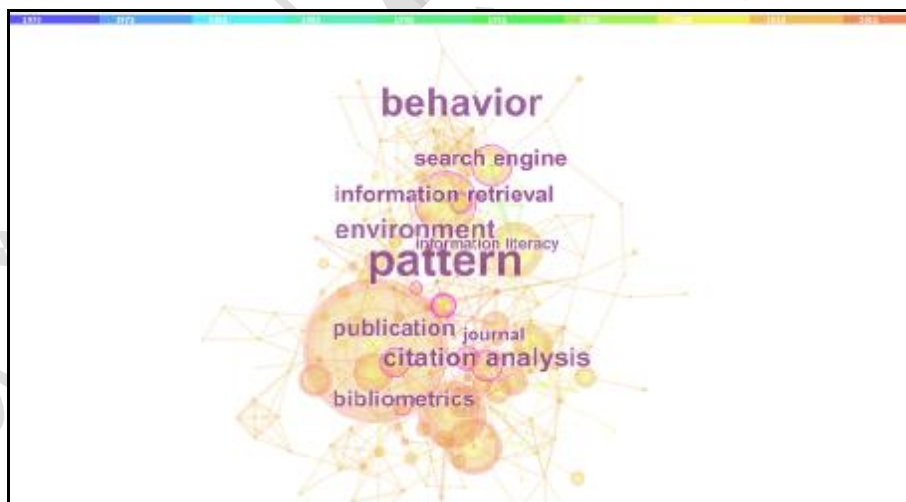 behavior
search engine
information retrieval
environment
information literacy
pattern
publication journal
citation analysis
bibliometrics